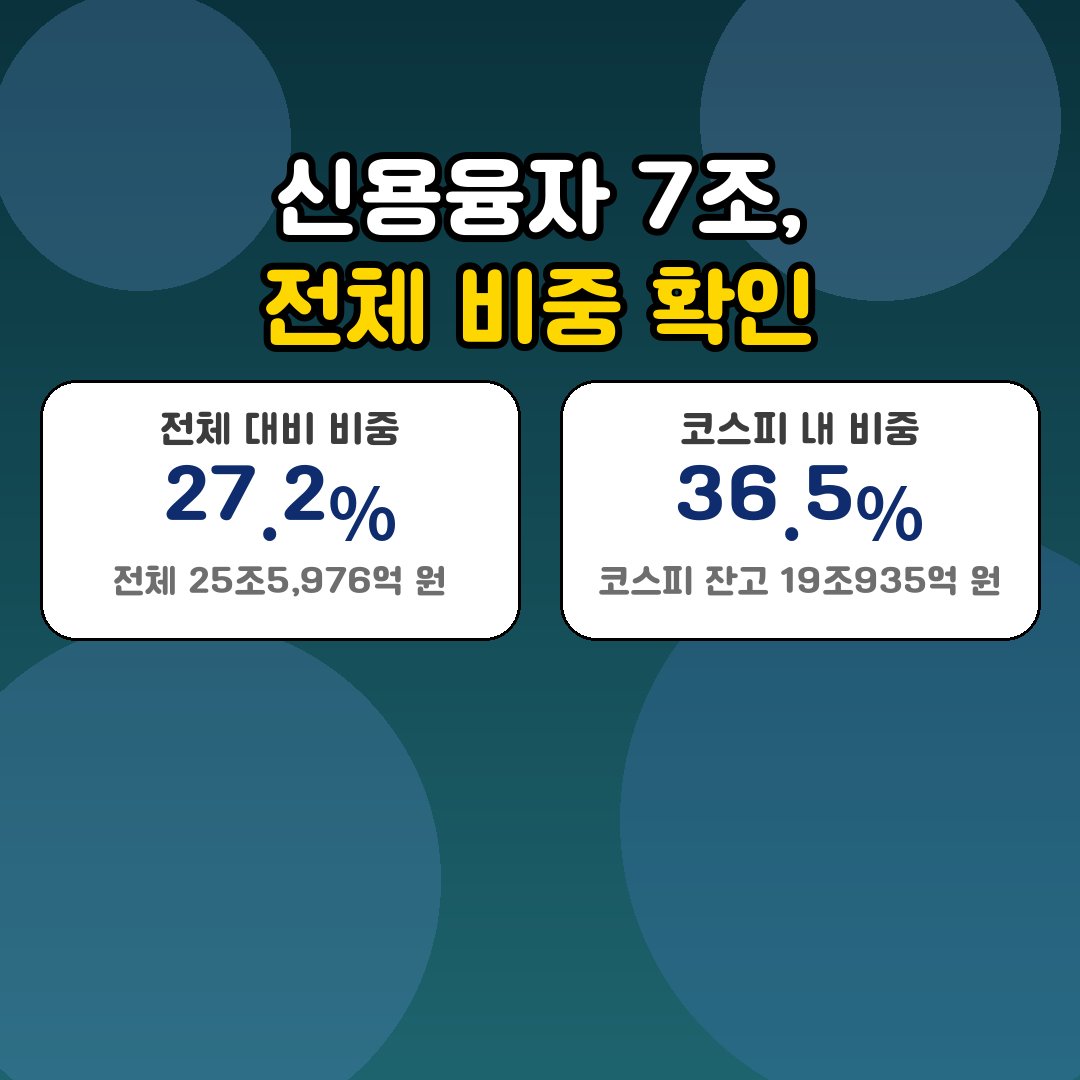 신용융자 7조,
전체 비중 확인
전체 대비 비중
27.2%
전체 25조5,976억 원
코스피 내 비중
36.5%
코스피 잔고 19조935억 원